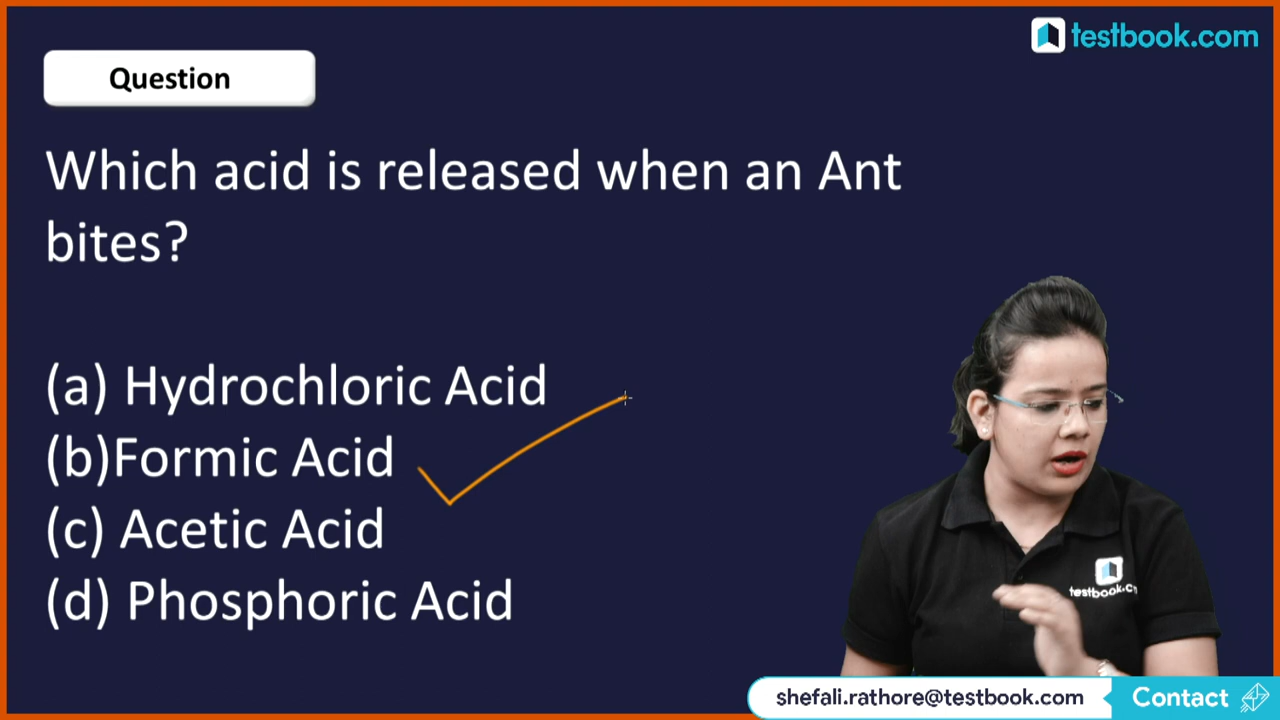 testbook.com
Question
Which acid is released when an Ant
bites?
(a) Hydrochloric Acid
(b)Formic Acid
(c) Acetic Acid
(d) Phosphoric Acid
testbook.c
shefali.rathore@testbook.com
Contact